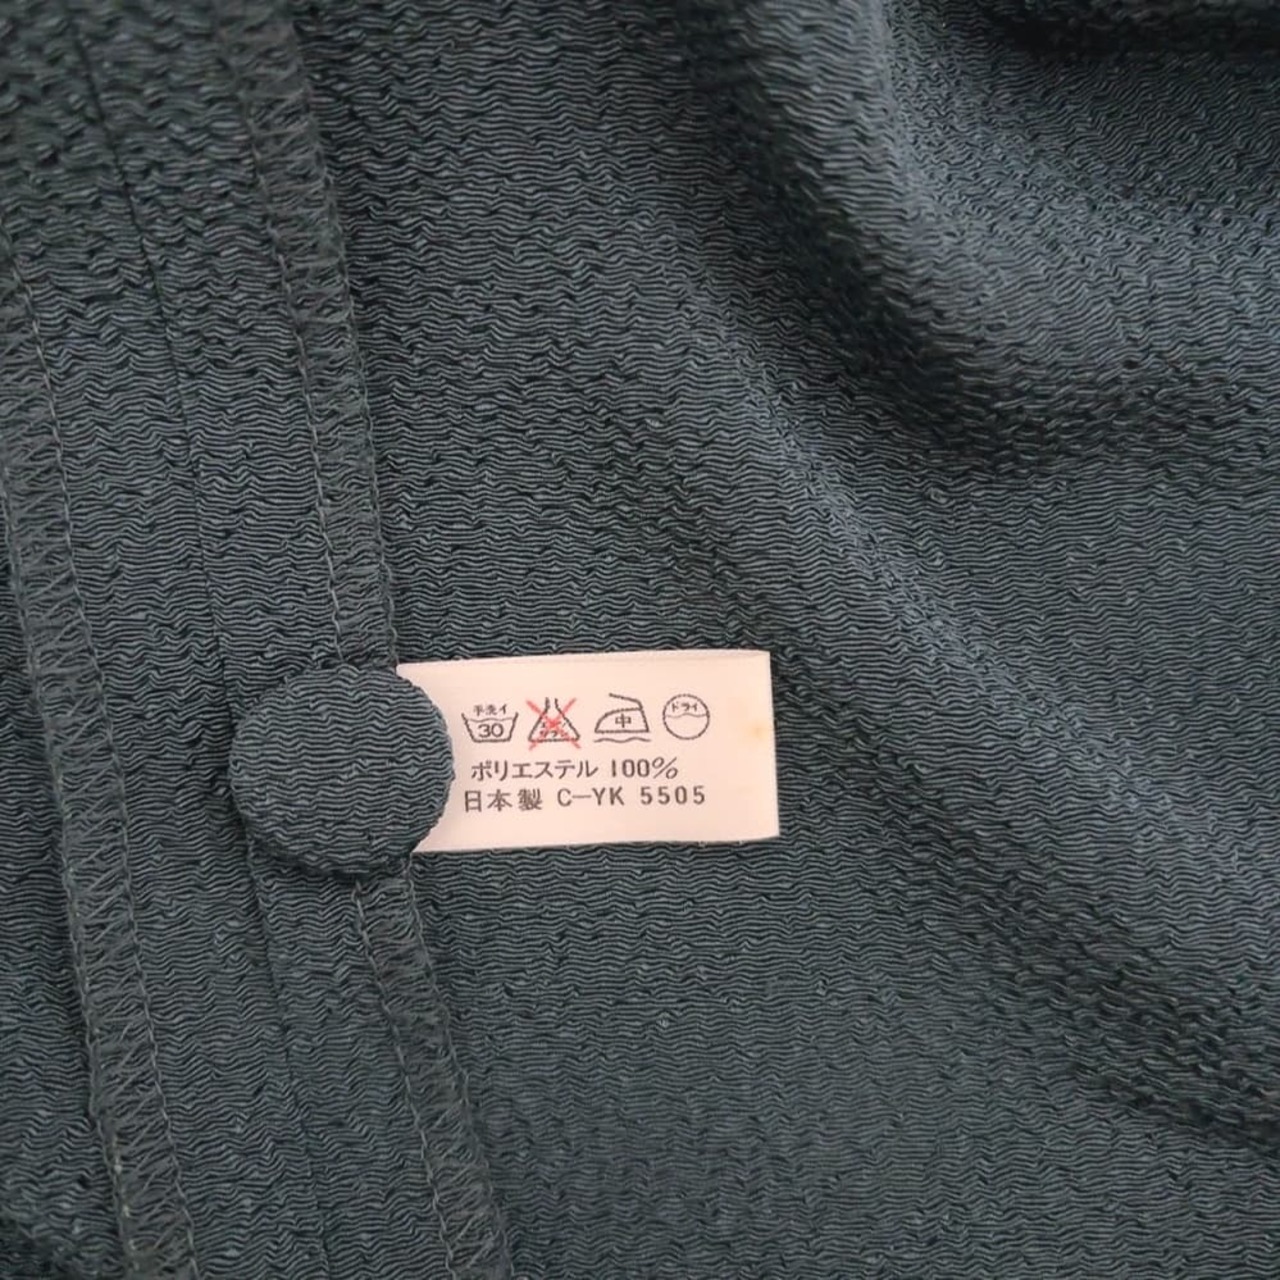 手洗イ 30 中 ドライ
ポリエステル 100%
日本製 C-YK 5505